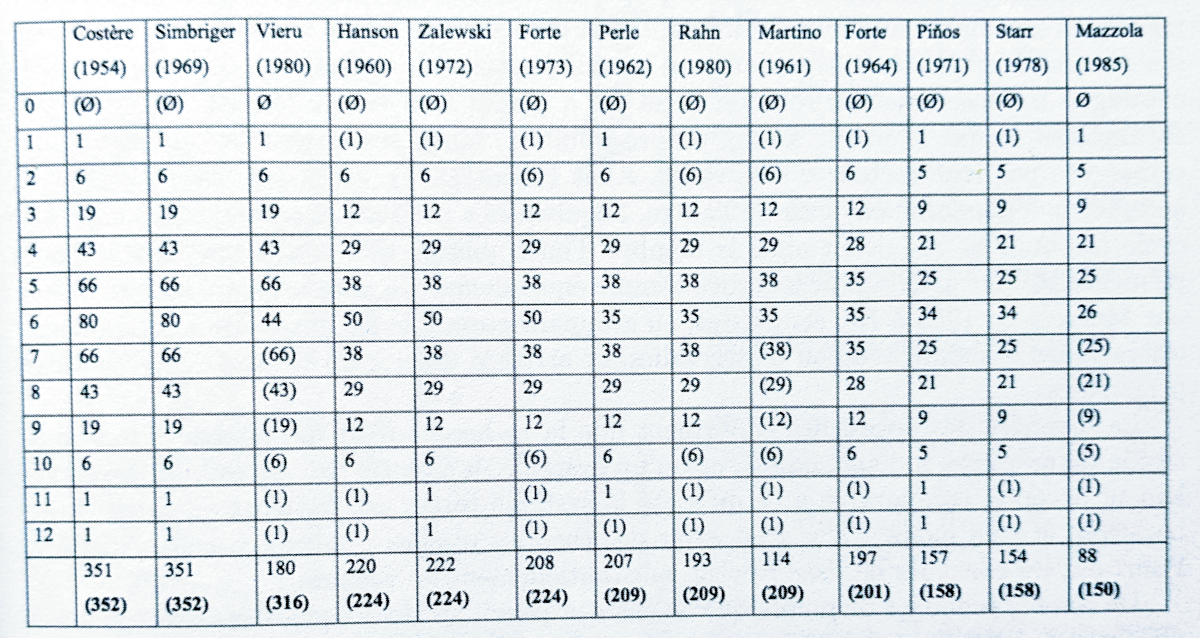 Costère Simbriger Vieru Hanson Zalewski Forte Perle Rahn Martino Forte Piňos Starr Mazzola
(1954) (1969) (1980) (1960) (1972) (1973) (1962) (1980) (1961) (1964) (1971) (1978) (1985)
0 (Ø) (Ø) Ø (Ø) (Ø) (Ø) (Ø) (Ø) (Ø) (Ø) (Ø) (Ø) Ø
1 1 1 1 (1) (1) (1) 1 (1) (1) (1) 1 (1) 1
2 6 6 6 6 6 (6) 6 (6) (6) 6 5 5 5
3 19 19 19 12 12 12 12 12 12 12 9 9 9
4 43 43 43 29 29 29 29 29 29 28 21 21 21
5 66 66 66 38 38 38 38 38 38 35 25 25 25
6 80 80 44 50 50 50 35 35 35 35 34 34 26
7 66 66 (66) 38 38 38 38 38 (38) 35 25 25 (25)
8 43 43 (43) 29 29 29 29 29 (29) 28 21 21 (21)
9 19 19 (19) 12 12 12 12 12 (12) 12 9 9 (9)
10 6 6 (6) 6 6 (6) 6 (6) (6) 6 5 5 (5)
11 1 1 (1) (1) 1 (1) 1 (1) (1) (1) 1 (1) (1)
12 1 1 (1) (1) 1 (1) (1) (1) (1) (1) 1 (1) (1)
351 351 180 220 222 208 207 193 114 197 157 154 88
(352) (352) (316) (224) (224) (224) (209) (209) (209) (201) (158) (158) (150)